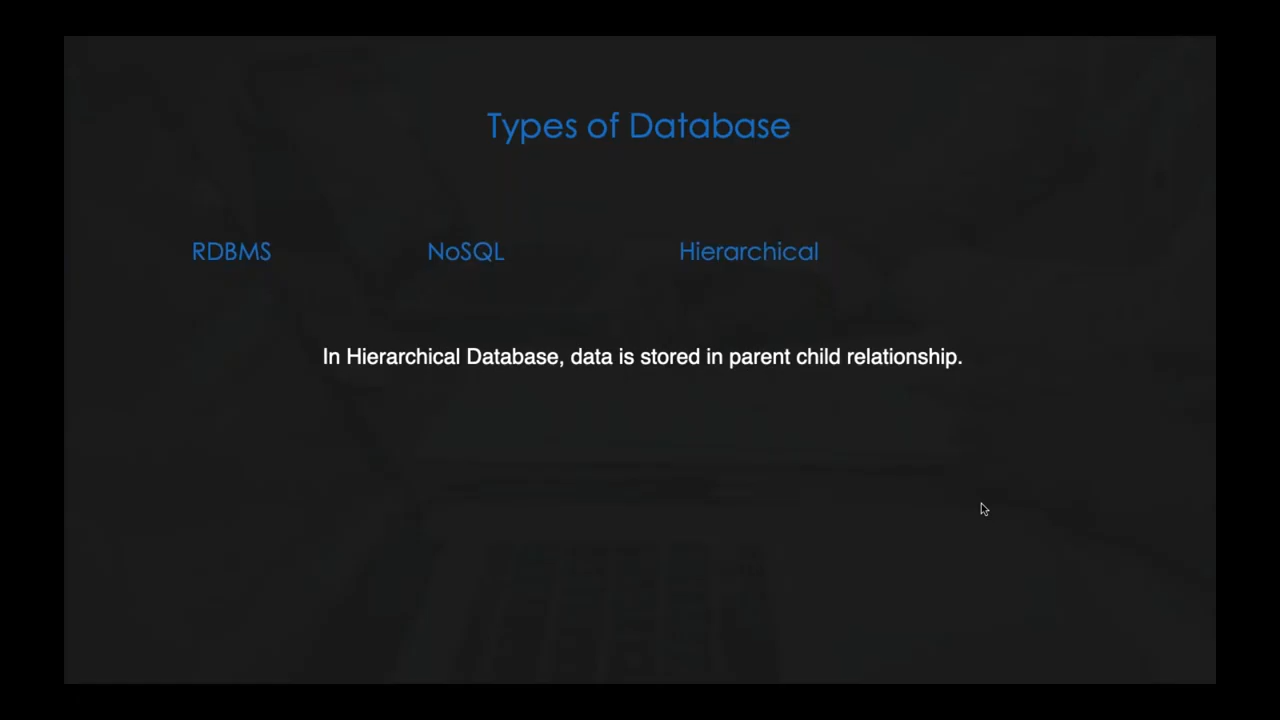 Types of Database
RDBMS NoSQL Hierarchical
In Hierarchical Database, data is stored in parent child relationship.